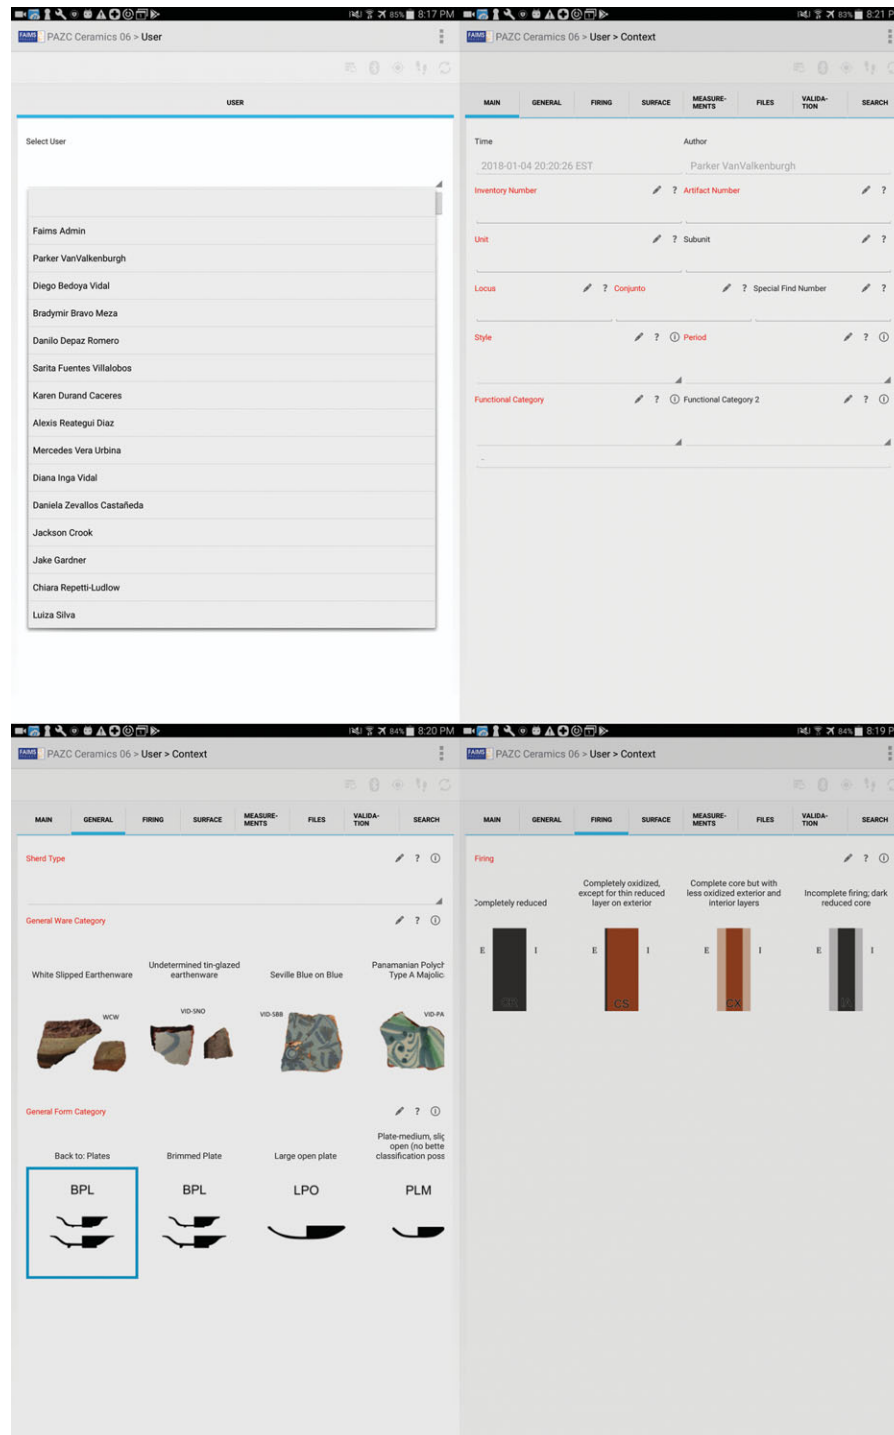 8:17 PM
85%
FAIMS PAZC Ceramics 06 > User
USER
Select User
Faims Admin
Parker VanValkenburgh
Diego Bedoya Vidal
Bradymir Bravo Meza
Danilo Depaz Romero
Sarita Fuentes Villalobos
Karen Durand Caceres
Alexis Reategui Diaz
Mercedes Vera Urbina
Diana Inga Vidal
Daniela Zevallos Castañeda
Jackson Crook
Jake Gardner
Chiara Repetti-Ludlow
Luiza Silva
83% 8:21 P
FAIMS PAZC Ceramics 06 > User > Context
MAIN GENERAL FIRING SURFACE MEASURE- FILES VALIDA- SEARCH
MENTS TION
Time Author
2018-01-04 20:20:26 EST Parker VanValkenburgh
Inventory Number ? Artifact Number ?
Unit ? Subunit ?
Locus ? Conjunto ? Special Find Number ?
Style ? Period ?
Functional Category ? Functional Category 2 ?
-
84% 8:20 PM
FAIMS PAZC Ceramics 06 > User > Context
MAIN GENERAL FIRING SURFACE MEASURE- FILES VALIDA- SEARCH
MENTS TION
Sherd Type ?
General Ware Category ?
White Slipped Earthenware
Undetermined tin-glazed
earthenware
Seville Blue on Blue
Panamanian Polych
Type A Majolic
WCW
VID-SNO
VID-SBB
VID-PA
General Form Category ?
Back to: Plates
Brimmed Plate
Large open plate
Plate-medium, slig
open (no bette
classification poss
BPL BPL LPO PLM
84% 8:19 P
FAIMS PAZC Ceramics 06 > User > Context
MAIN GENERAL FIRING SURFACE MEASURE- FILES VALIDA- SEARCH
MENTS TION
Firing ?
Completely reduced
Completely oxidized,
except for thin reduced
layer on exterior
Complete core but with
less oxidized exterior and
interior layers
Incomplete firing; dark
reduced core
E I E I E I E I
CS CX